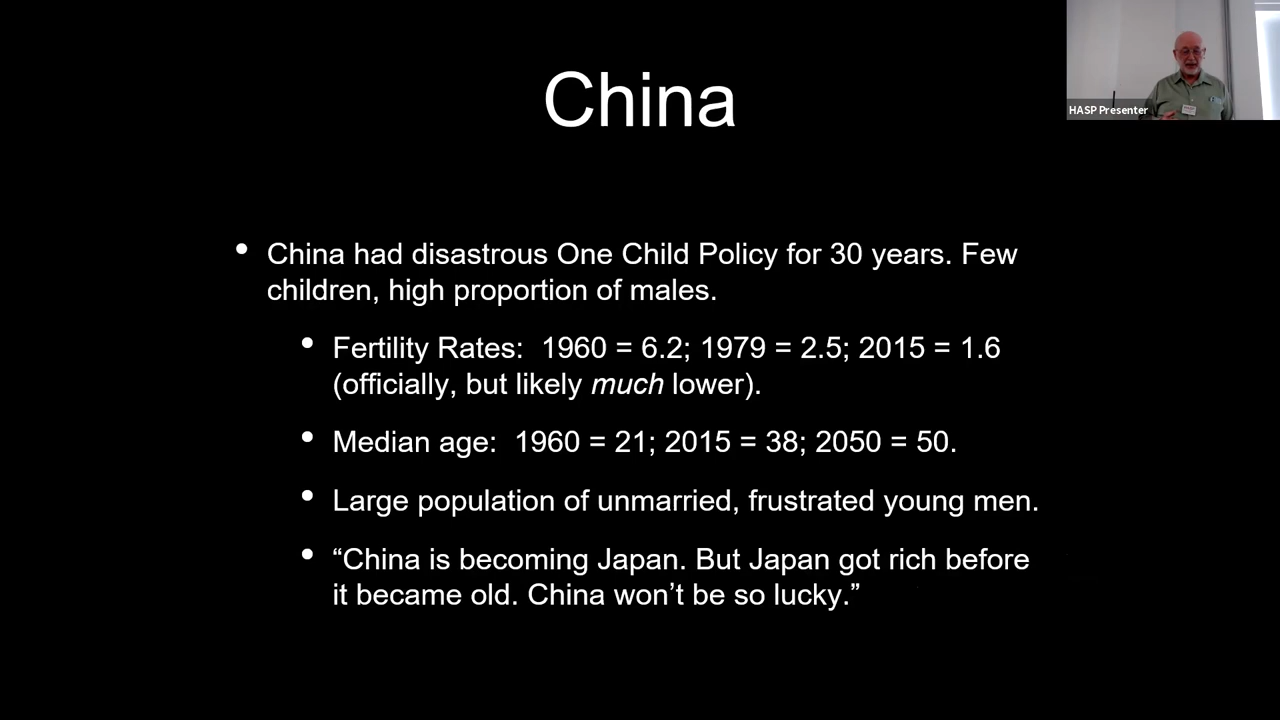 China
HASP Presenter
• China had disastrous One Child Policy for 30 years. Few
children, high proportion of males.
• Fertility Rates:  1960 = 6.2; 1979 = 2.5; 2015 = 1.6
(officially, but likely much lower).
• Median age:  1960 = 21; 2015 = 38; 2050 = 50.
• Large population of unmarried, frustrated young men.
• “China is becoming Japan. But Japan got rich before
it became old. China won’t be so lucky.”